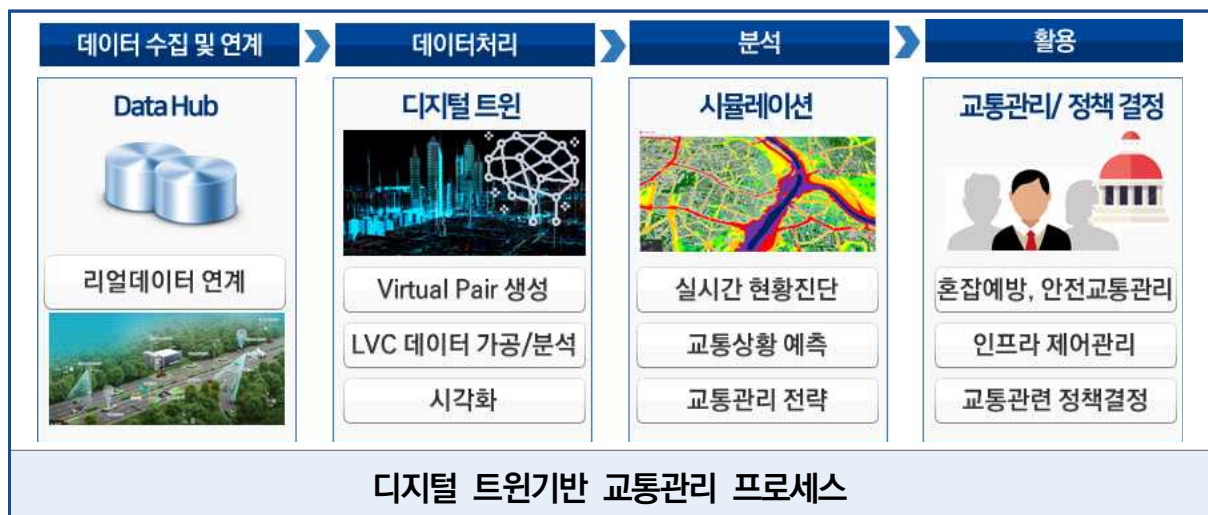 데이터 수집 및 연계
데이터처리
분석
활용
Data Hub
리얼데이터 연계
디지털 트윈
Virtual Pair 생성
LVC 데이터 가공/분석
시각화
시뮬레이션
실시간 현황진단
교통상황 예측
교통관리 전략
교통관리/ 정책 결정
혼잡예방, 안전교통관리
인프라 제어관리
교통관련 정책결정
디지털 트윈기반 교통관리 프로세스